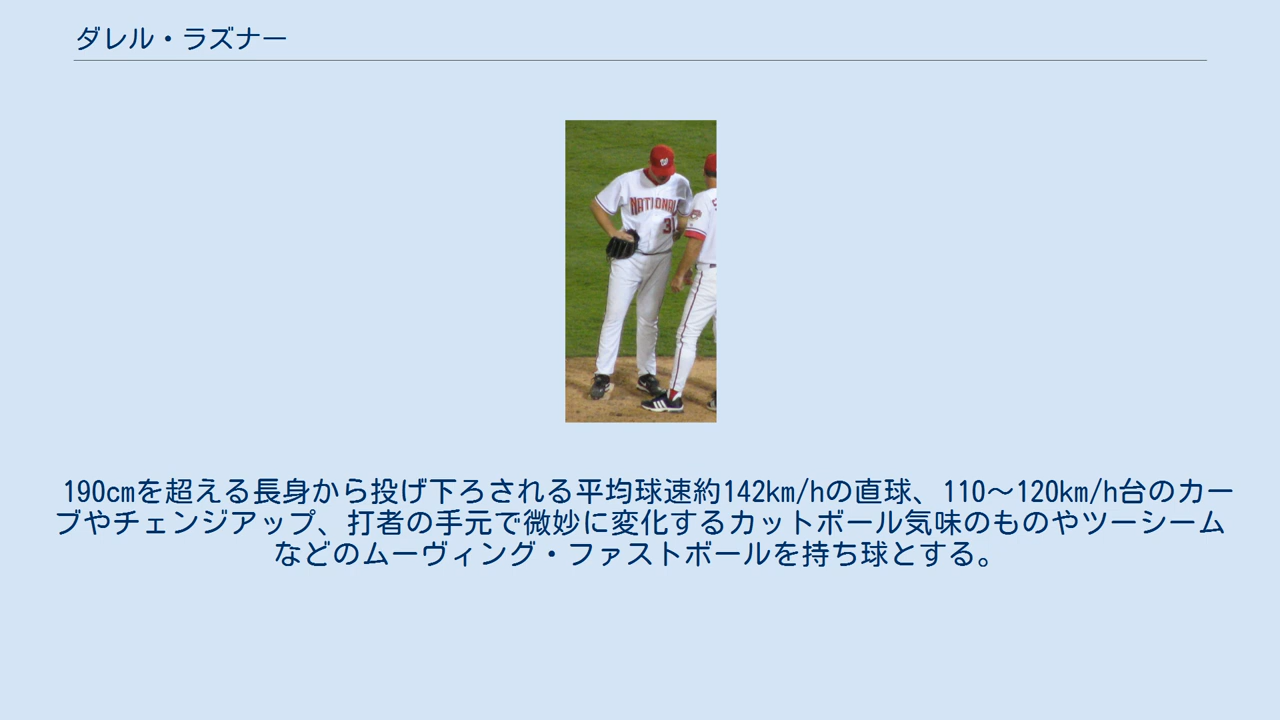 ダレル・ラズナー
NATIONAL
3
190cmを超える長身から投げ下ろされる平均球速約142km/hの直球、110～120km/h台のカー
ブやチェンジアップ、打者の手元で微妙に変化するカットボール気味のものやツーシーム
などのムーヴィング・ファストボールを持ち球とする。